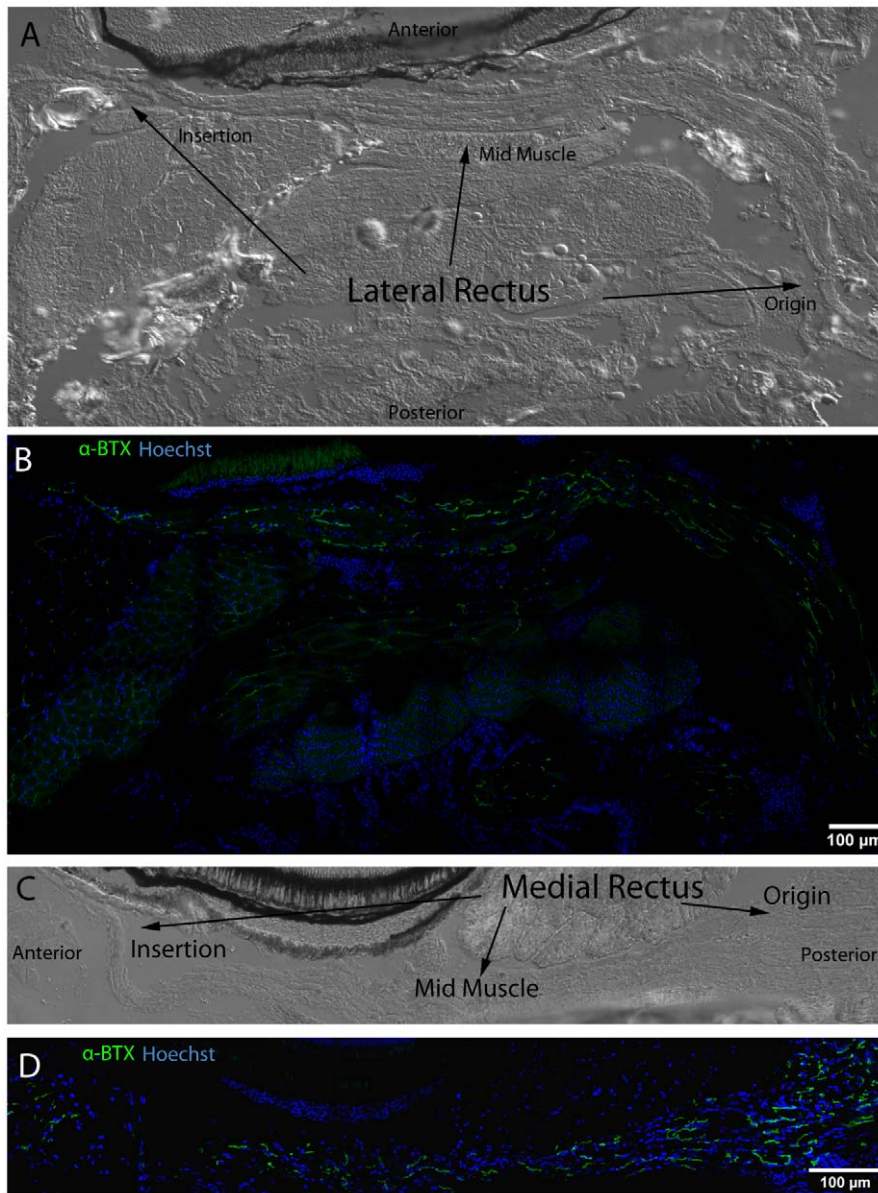 A
Anterior
Insertion
Mid Muscle
Lateral Rectus
Origin
Posterior
B
α-BTX Hoechst
100 µm
C
Medial Rectus
Origin
Anterior
Insertion
Posterior
Mid Muscle
D
α-BTX Hoechst
100 µm